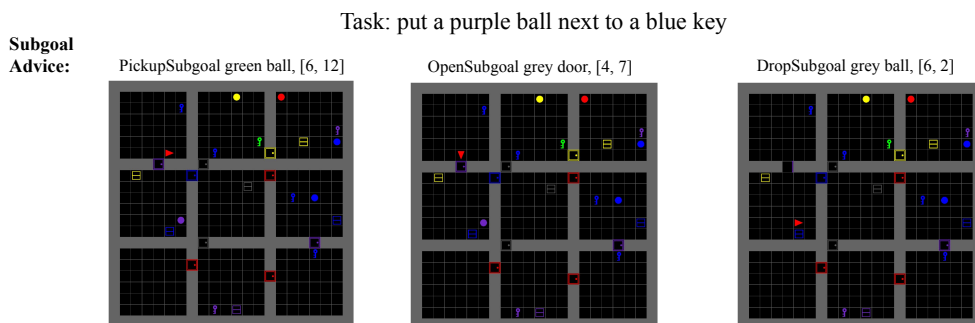 Task: put a purple ball next to a blue key
Subgoal
Advice:
PickupSubgoal green ball, [6, 12]
OpenSubgoal grey door, [4, 7]
DropSubgoal grey ball, [6, 2]